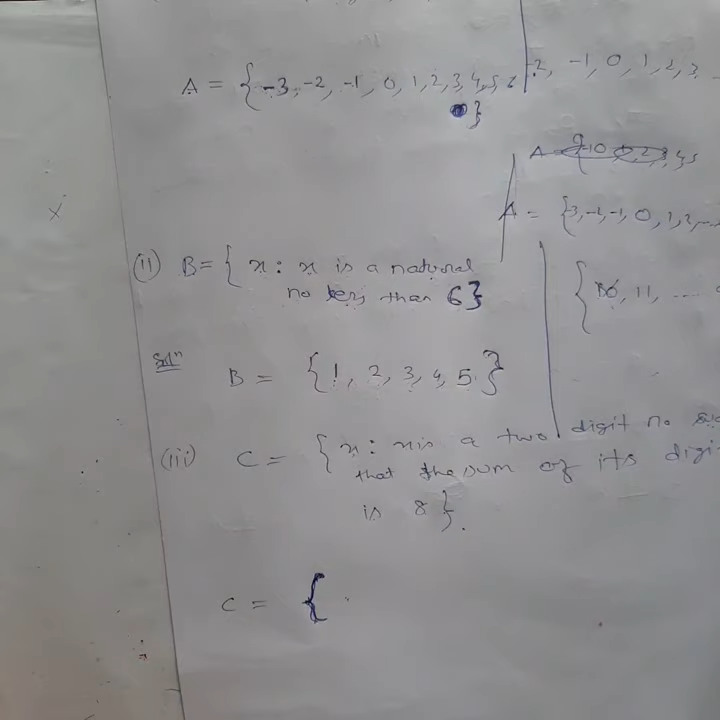 A = {-3, -2, -1, 0, 1, 2, 3, 4, 5, 6
}
-2, -1, 0, 1, 2, 3
A =
A = {-3, -2, -1, 0, 1, 2, ...
(ii) B = { x : x is a natural
no less than 6}
{ 10, 11, ....
Solⁿ
B = {1, 2, 3, 4, 5}
(iii) C = { x : x is a two digit no
that the sum of its digi
is 8}.
C = {